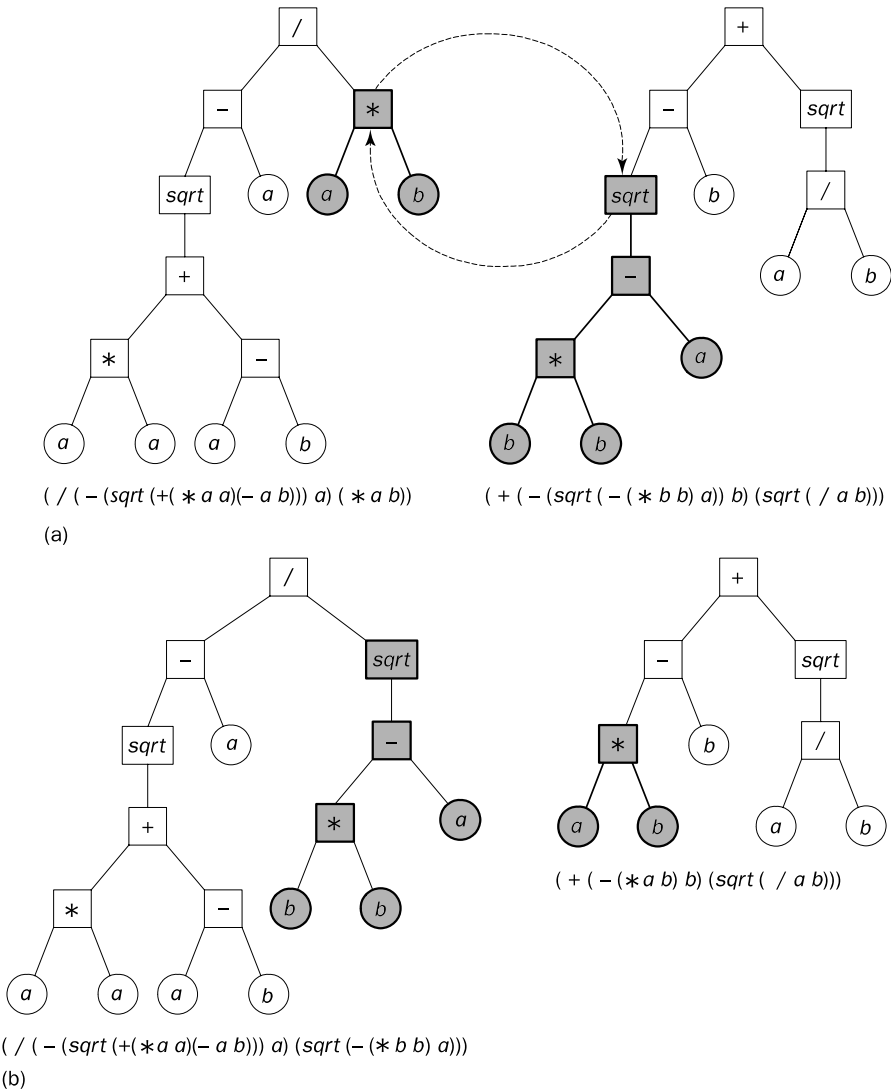 / +
− * − sqrt
sqrt a a b sqrt b /
+ − a b
* − * a
a a a b b b
( / ( − (sqrt (+( * a a)(− a b))) a) ( * a b)) ( + ( − (sqrt ( − ( * b b) a)) b) (sqrt ( / a b)))
(a)
/ +
− sqrt − sqrt
sqrt a − * b /
+ * a a b a b
( + ( − (*a b) b) (sqrt ( / a b)))
* − b b
a a a b
( / ( − (sqrt (+(*a a)(− a b))) a) (sqrt (− (* b b) a)))
(b)